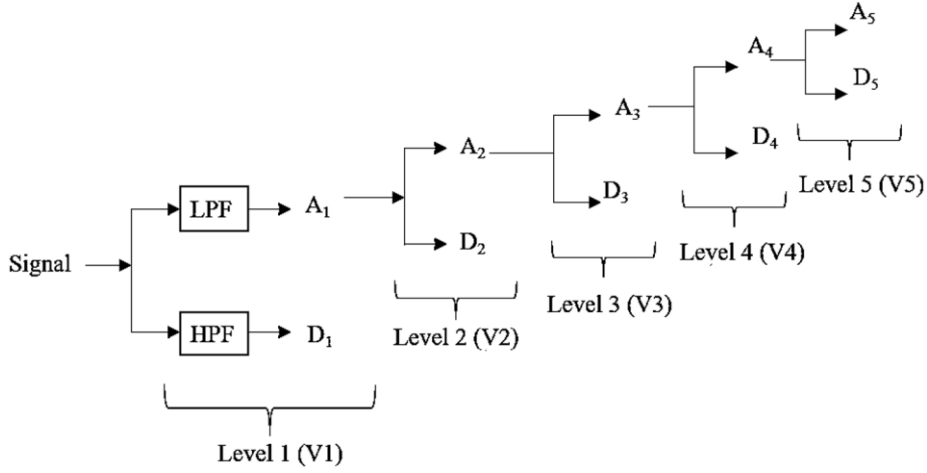 A₅
A₄
D₅
A₃
D₄
A₂
Level 5 (V5)
D₃
LPF
A₁
D₂
Level 4 (V4)
Signal
Level 3 (V3)
HPF
D₁
Level 2 (V2)
Level 1 (V1)